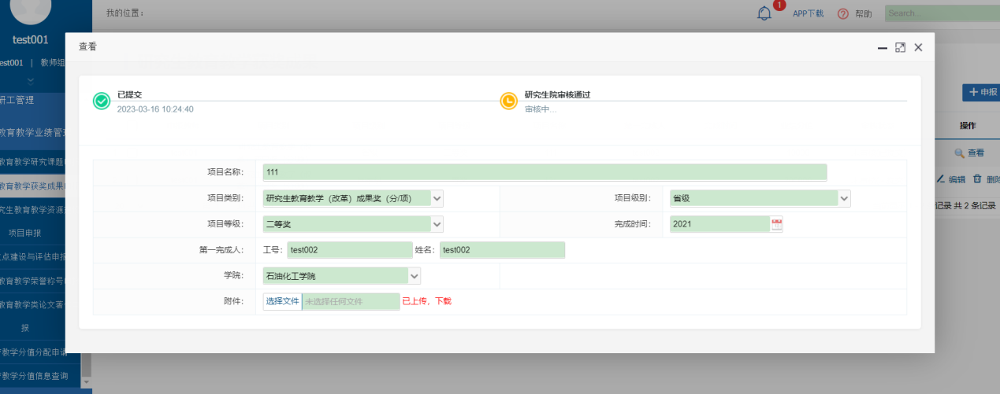 我的位置：
1
APP下载
帮助
Search...
test001
est001 | 教师组
研工管理
教育教学业绩管理
教育教学研究课题
教育教学获奖成果
究生教育教学资源
项目申报
点建设与评估申报
教育教学荣誉称号
教育教学类论文著
报
教学分值分配申请
教学分值信息查询
查看
已提交
2023-03-16 10:24:40
研究生院审核通过
审核中...
项目名称： 111
项目类别： 研究生教育教学（改革）成果奖（分/项） 项目级别： 省级
项目等级： 二等奖 完成时间： 2021
第一完成人： 工号： test002 姓名： test002
学院： 石油化工学院
附件： 选择文件 未选择任何文件 已上传，下载
申报
操作
查看
编辑 删除
记录 共 2 条记录